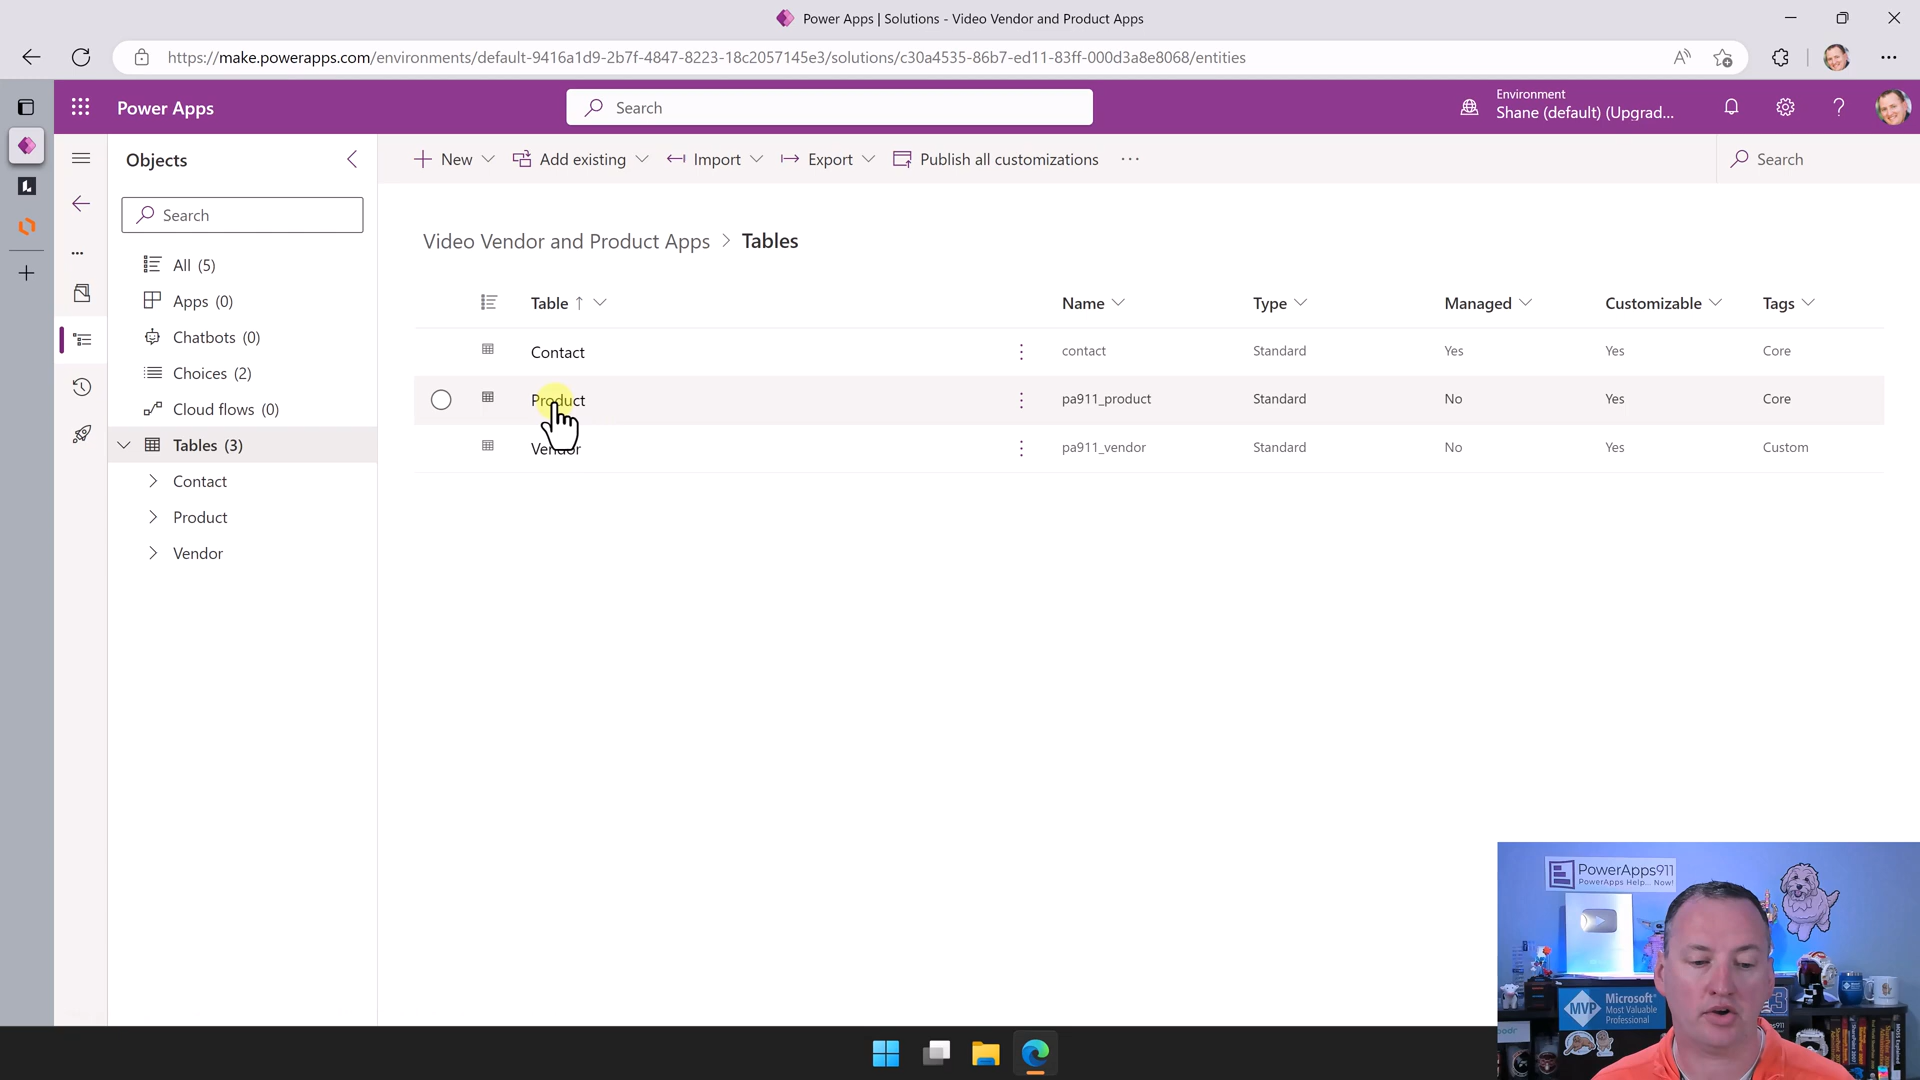 Power Apps | Solutions - Video Vendor and Product Apps
https://make.powerapps.com/environments/default-9416a1d9-2b7f-4847-8223-18c2057145e3/solutions/c30a4535-86b7-ed11-83ff-000d3a8e8068/entities
Power Apps
Search
Environment
Shane (default) (Upgrad...
Objects
New
Add existing
Import
Export
Publish all customizations
Search
Search
All (5)
Apps (0)
Chatbots (0)
Choices (2)
Cloud flows (0)
Tables (3)
Contact
Product
Vendor
Video Vendor and Product Apps > Tables
Table Name Type Managed Customizable Tags
Contact contact Standard Yes Yes Core
Product pa911_product Standard No Yes Core
Vendor pa911_vendor Standard No Yes Custom
PowerApps911
PowerApps Help... Now!
MVP
Microsoft®
Most Valuable
Professional